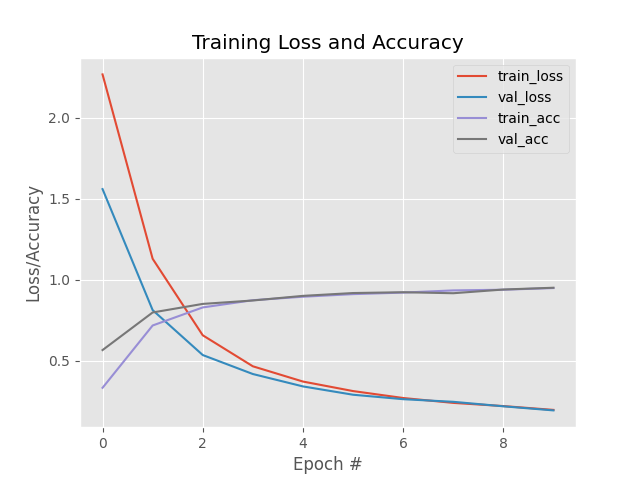 Training Loss and Accuracy
train_loss
val_loss
train_acc
val_acc
2.0
1.5
1.0
0.5
Loss/Accuracy
0 2 4 6 8
Epoch #